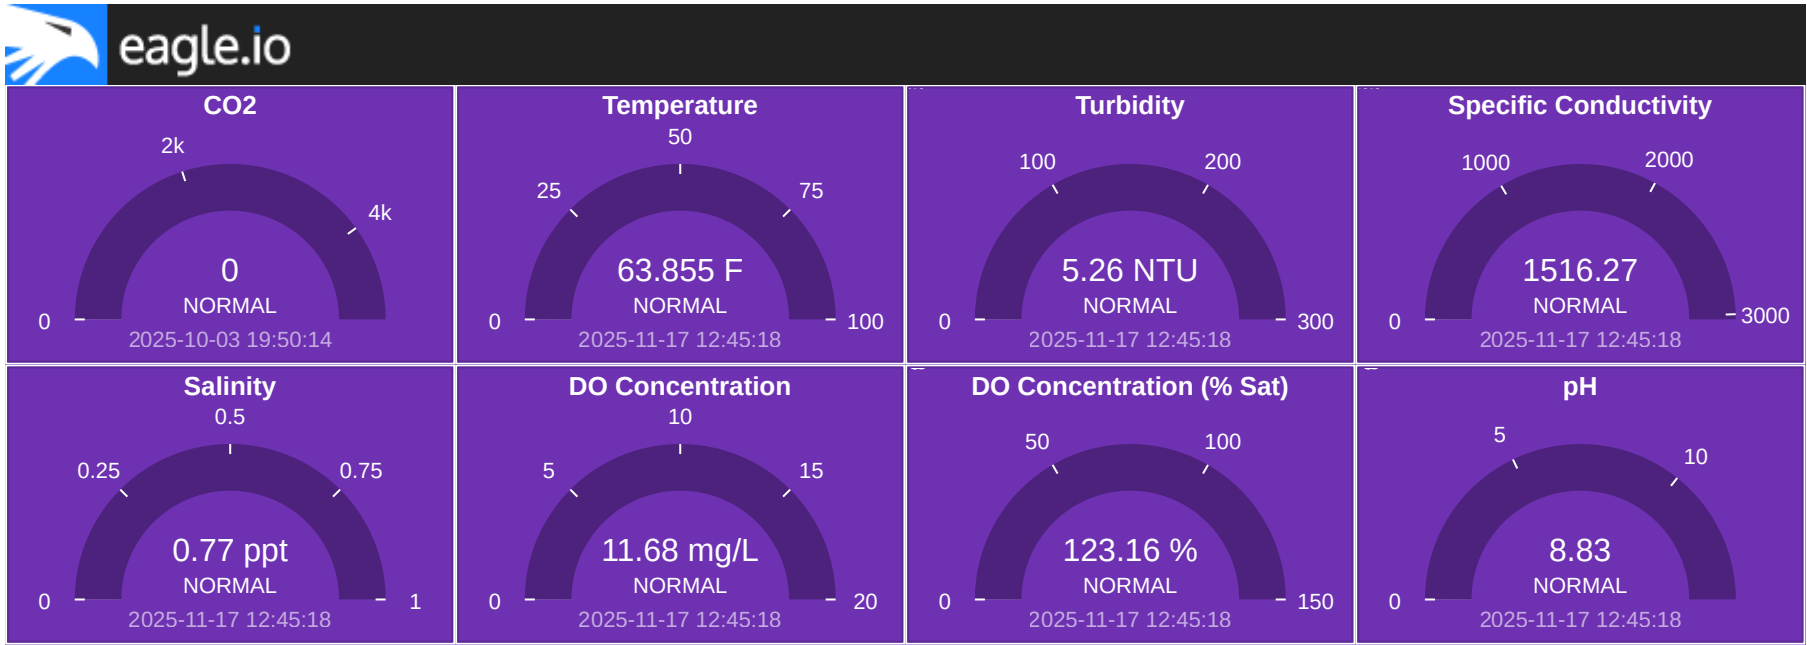 eagle.io
CO2
2k
4k
0
0
NORMAL
2025-10-03 19:50:14
Temperature
50
25
75
63.855 F
NORMAL
0
100
2025-11-17 12:45:18
Turbidity
100
200
5.26 NTU
NORMAL
0
300
2025-11-17 12:45:18
Specific Conductivity
1000
2000
1516.27
NORMAL
0
3000
2025-11-17 12:45:18
Salinity
0.5
0.25
0.75
0.77 ppt
NORMAL
0
1
2025-11-17 12:45:18
DO Concentration
10
5
15
11.68 mg/L
NORMAL
0
20
2025-11-17 12:45:18
DO Concentration (% Sat)
50
100
123.16 %
NORMAL
0
150
2025-11-17 12:45:18
pH
5
10
8.83
NORMAL
0
2025-11-17 12:45:18